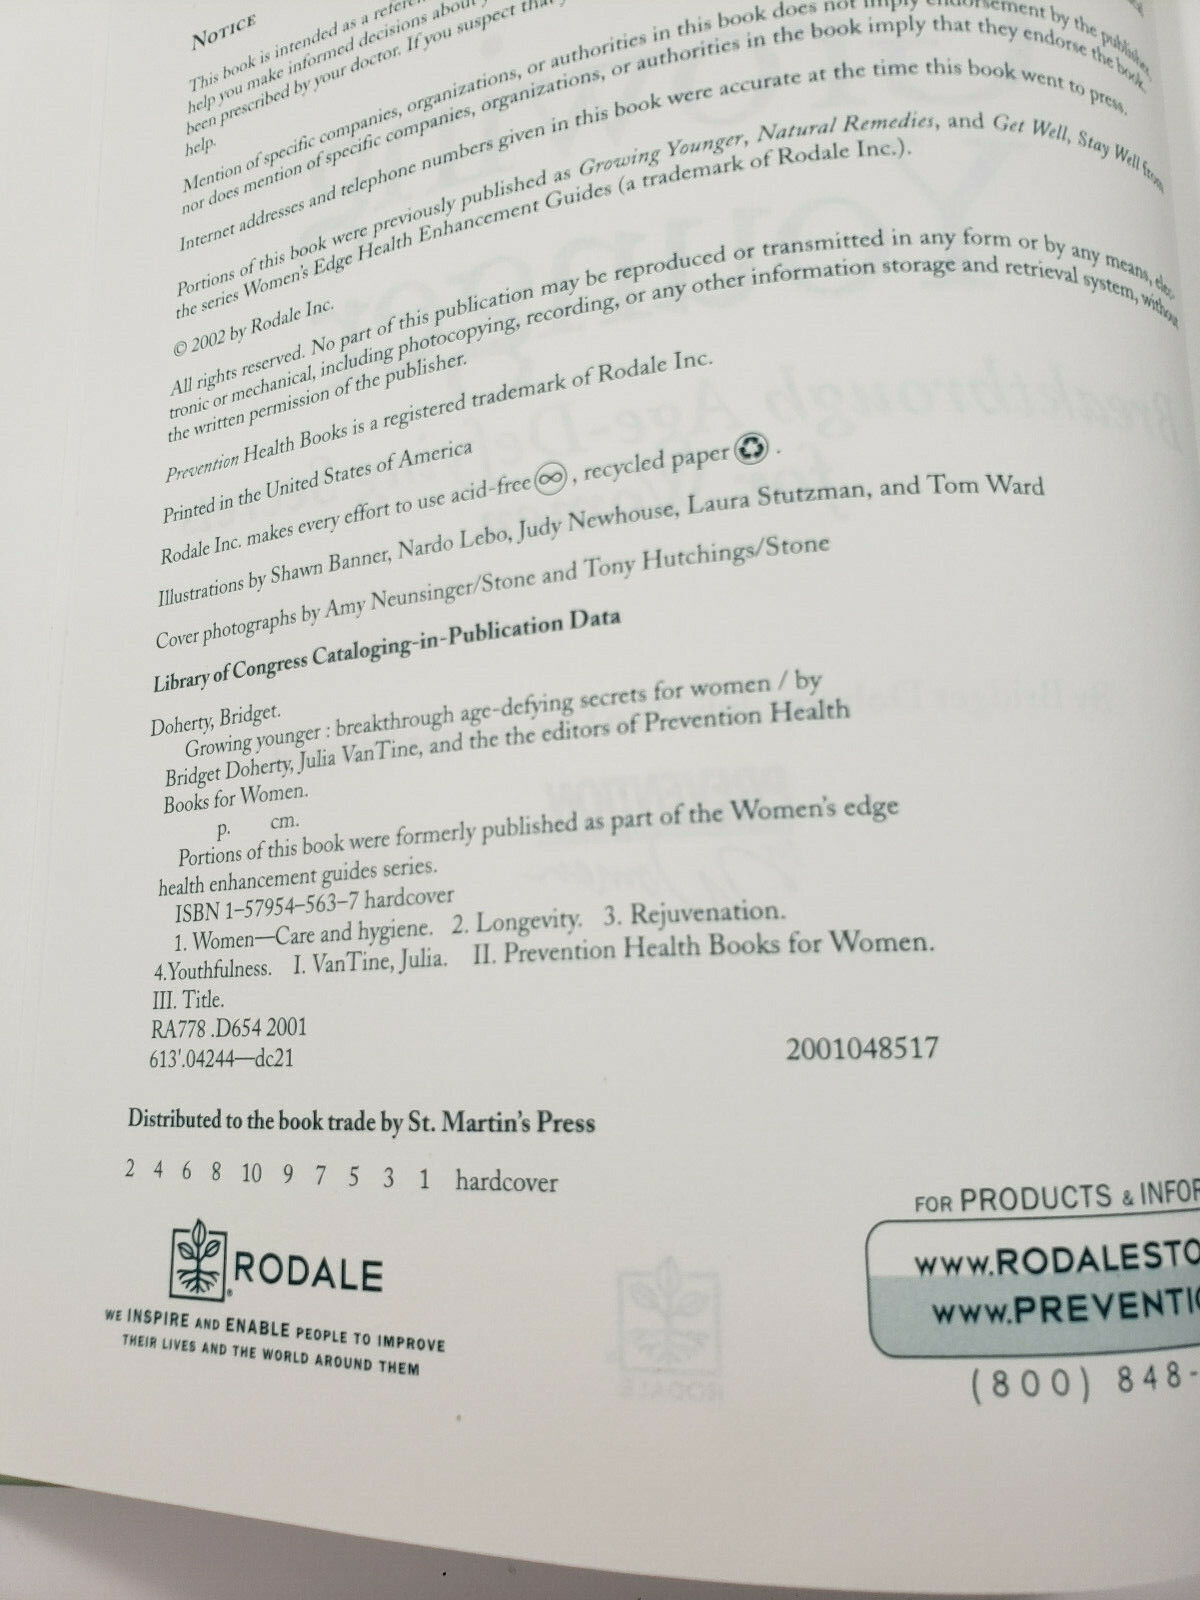 NOTICE
This book is intended as a
help you make informed decisions about
been prescribed by your doctor. If you suspect that
help.
Mention of specific companies, organizations, or authorities in this book does not imply endorsement by the publisher,
nor does mention of specific companies, organizations, or authorities in the book imply that they endorse the book.
Internet addresses and telephone numbers given in this book were accurate at the time this book went to press.
Portions of this book were previously published as Growing Younger, Natural Remedies, and Get Well, Stay Well from
the series Women's Edge Health Enhancement Guides (a trademark of Rodale Inc.).
© 2002 by Rodale Inc.
All rights reserved. No part of this publication may be reproduced or transmitted in any form or by any means, elec-
tronic or mechanical, including photocopying, recording, or any other information storage and retrieval system, without
the written permission of the publisher.
Prevention Health Books is a registered trademark of Rodale Inc.
Printed in the United States of America
Rodale Inc. makes every effort to use acid-free ∞, recycled paper ♻.
Illustrations by Shawn Banner, Nardo Lebo, Judy Newhouse, Laura Stutzman, and Tom Ward
Cover photographs by Amy Neunsinger/Stone and Tony Hutchings/Stone
Library of Congress Cataloging-in-Publication Data
Doherty, Bridget.
Growing younger : breakthrough age-defying secrets for women / by
Bridget Doherty, Julia VanTine, and the the editors of Prevention Health
Books for Women.
p. cm.
Portions of this book were formerly published as part of the Women's edge
health enhancement guides series.
ISBN 1–57954–563–7 hardcover
1. Women—Care and hygiene. 2. Longevity. 3. Rejuvenation.
4.Youthfulness. I. VanTine, Julia. II. Prevention Health Books for Women.
III. Title.
RA778 .D654 2001
613'.04244—dc21
2001048517
Distributed to the book trade by St. Martin's Press
2 4 6 8 10 9 7 5 3 1 hardcover
RODALE®
WE INSPIRE AND ENABLE PEOPLE TO IMPROVE
THEIR LIVES AND THE WORLD AROUND THEM
FOR PRODUCTS & INFOR
WWW.RODALESTO
WWW.PREVENTIO
(800) 848-